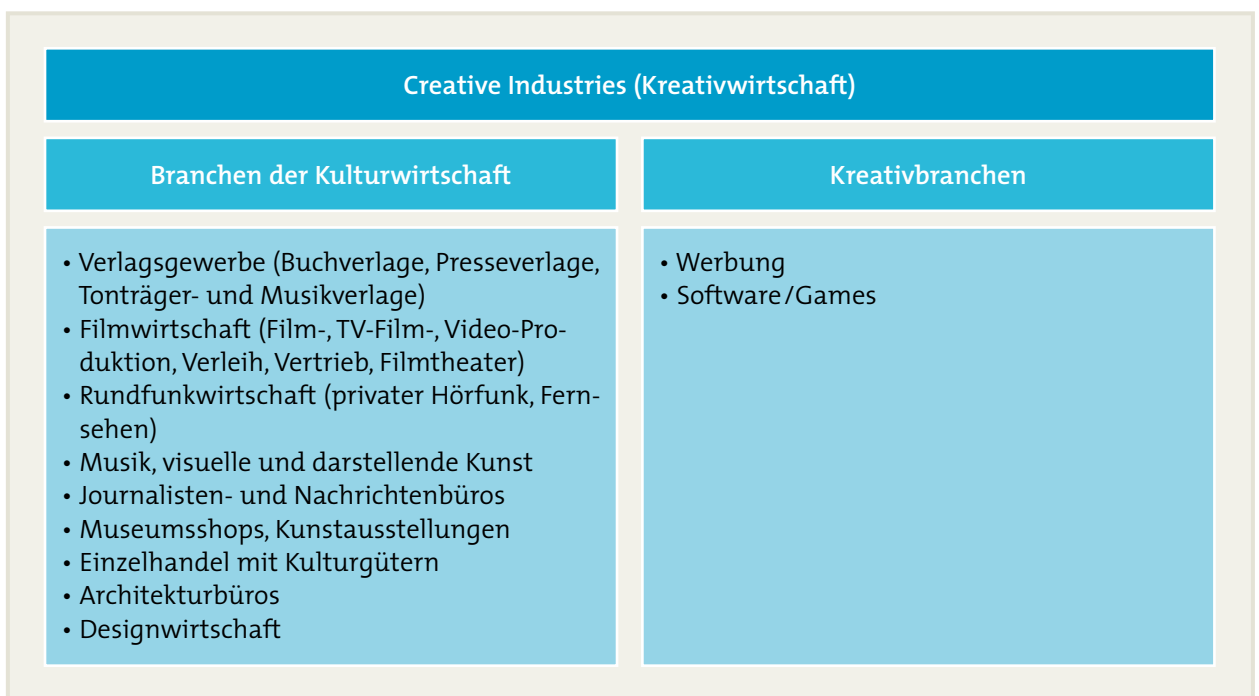 Creative Industries (Kreativwirtschaft)
Branchen der Kulturwirtschaft
• Verlagsgewerbe (Buchverlage, Presseverlage,
Tonträger- und Musikverlage)
• Filmwirtschaft (Film-, TV-Film-, Video-Pro-
duktion, Verleih, Vertrieb, Filmtheater)
• Rundfunkwirtschaft (privater Hörfunk, Fern-
sehen)
• Musik, visuelle und darstellende Kunst
• Journalisten- und Nachrichtenbüros
• Museumsshops, Kunstausstellungen
• Einzelhandel mit Kulturgütern
• Architekturbüros
• Designwirtschaft
Kreativbranchen
• Werbung
• Software/Games